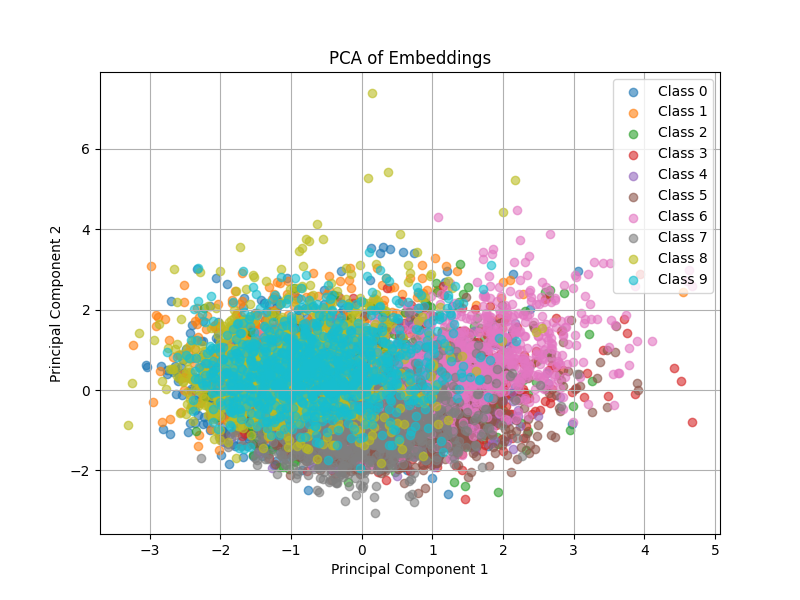 PCA of Embeddings
Class 0
Class 1
Class 2
Class 3
Class 4
Class 5
Class 6
Class 7
Class 8
Class 9
6
4
2
0
−2
Principal Component 2
−3 −2 −1 0 1 2 3 4 5
Principal Component 1